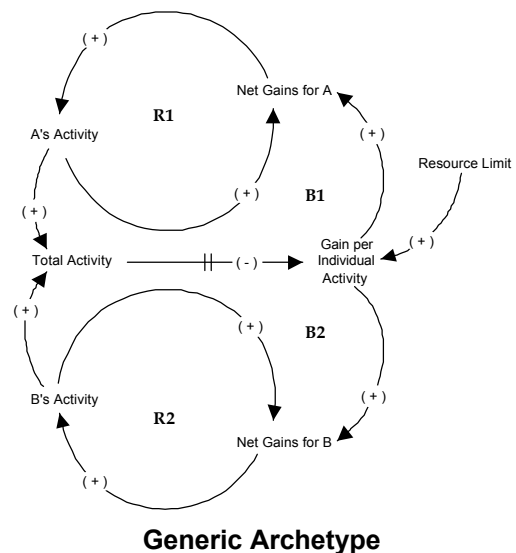 ( + )
Net Gains for A
R1
A's Activity
( + )
Resource Limit
( + )
B1
( + )
( + )
Total Activity
( - )
Gain per
Individual
Activity
( + )
( + )
B2
B's Activity
R2
( + )
Net Gains for B
( + )
Generic Archetype